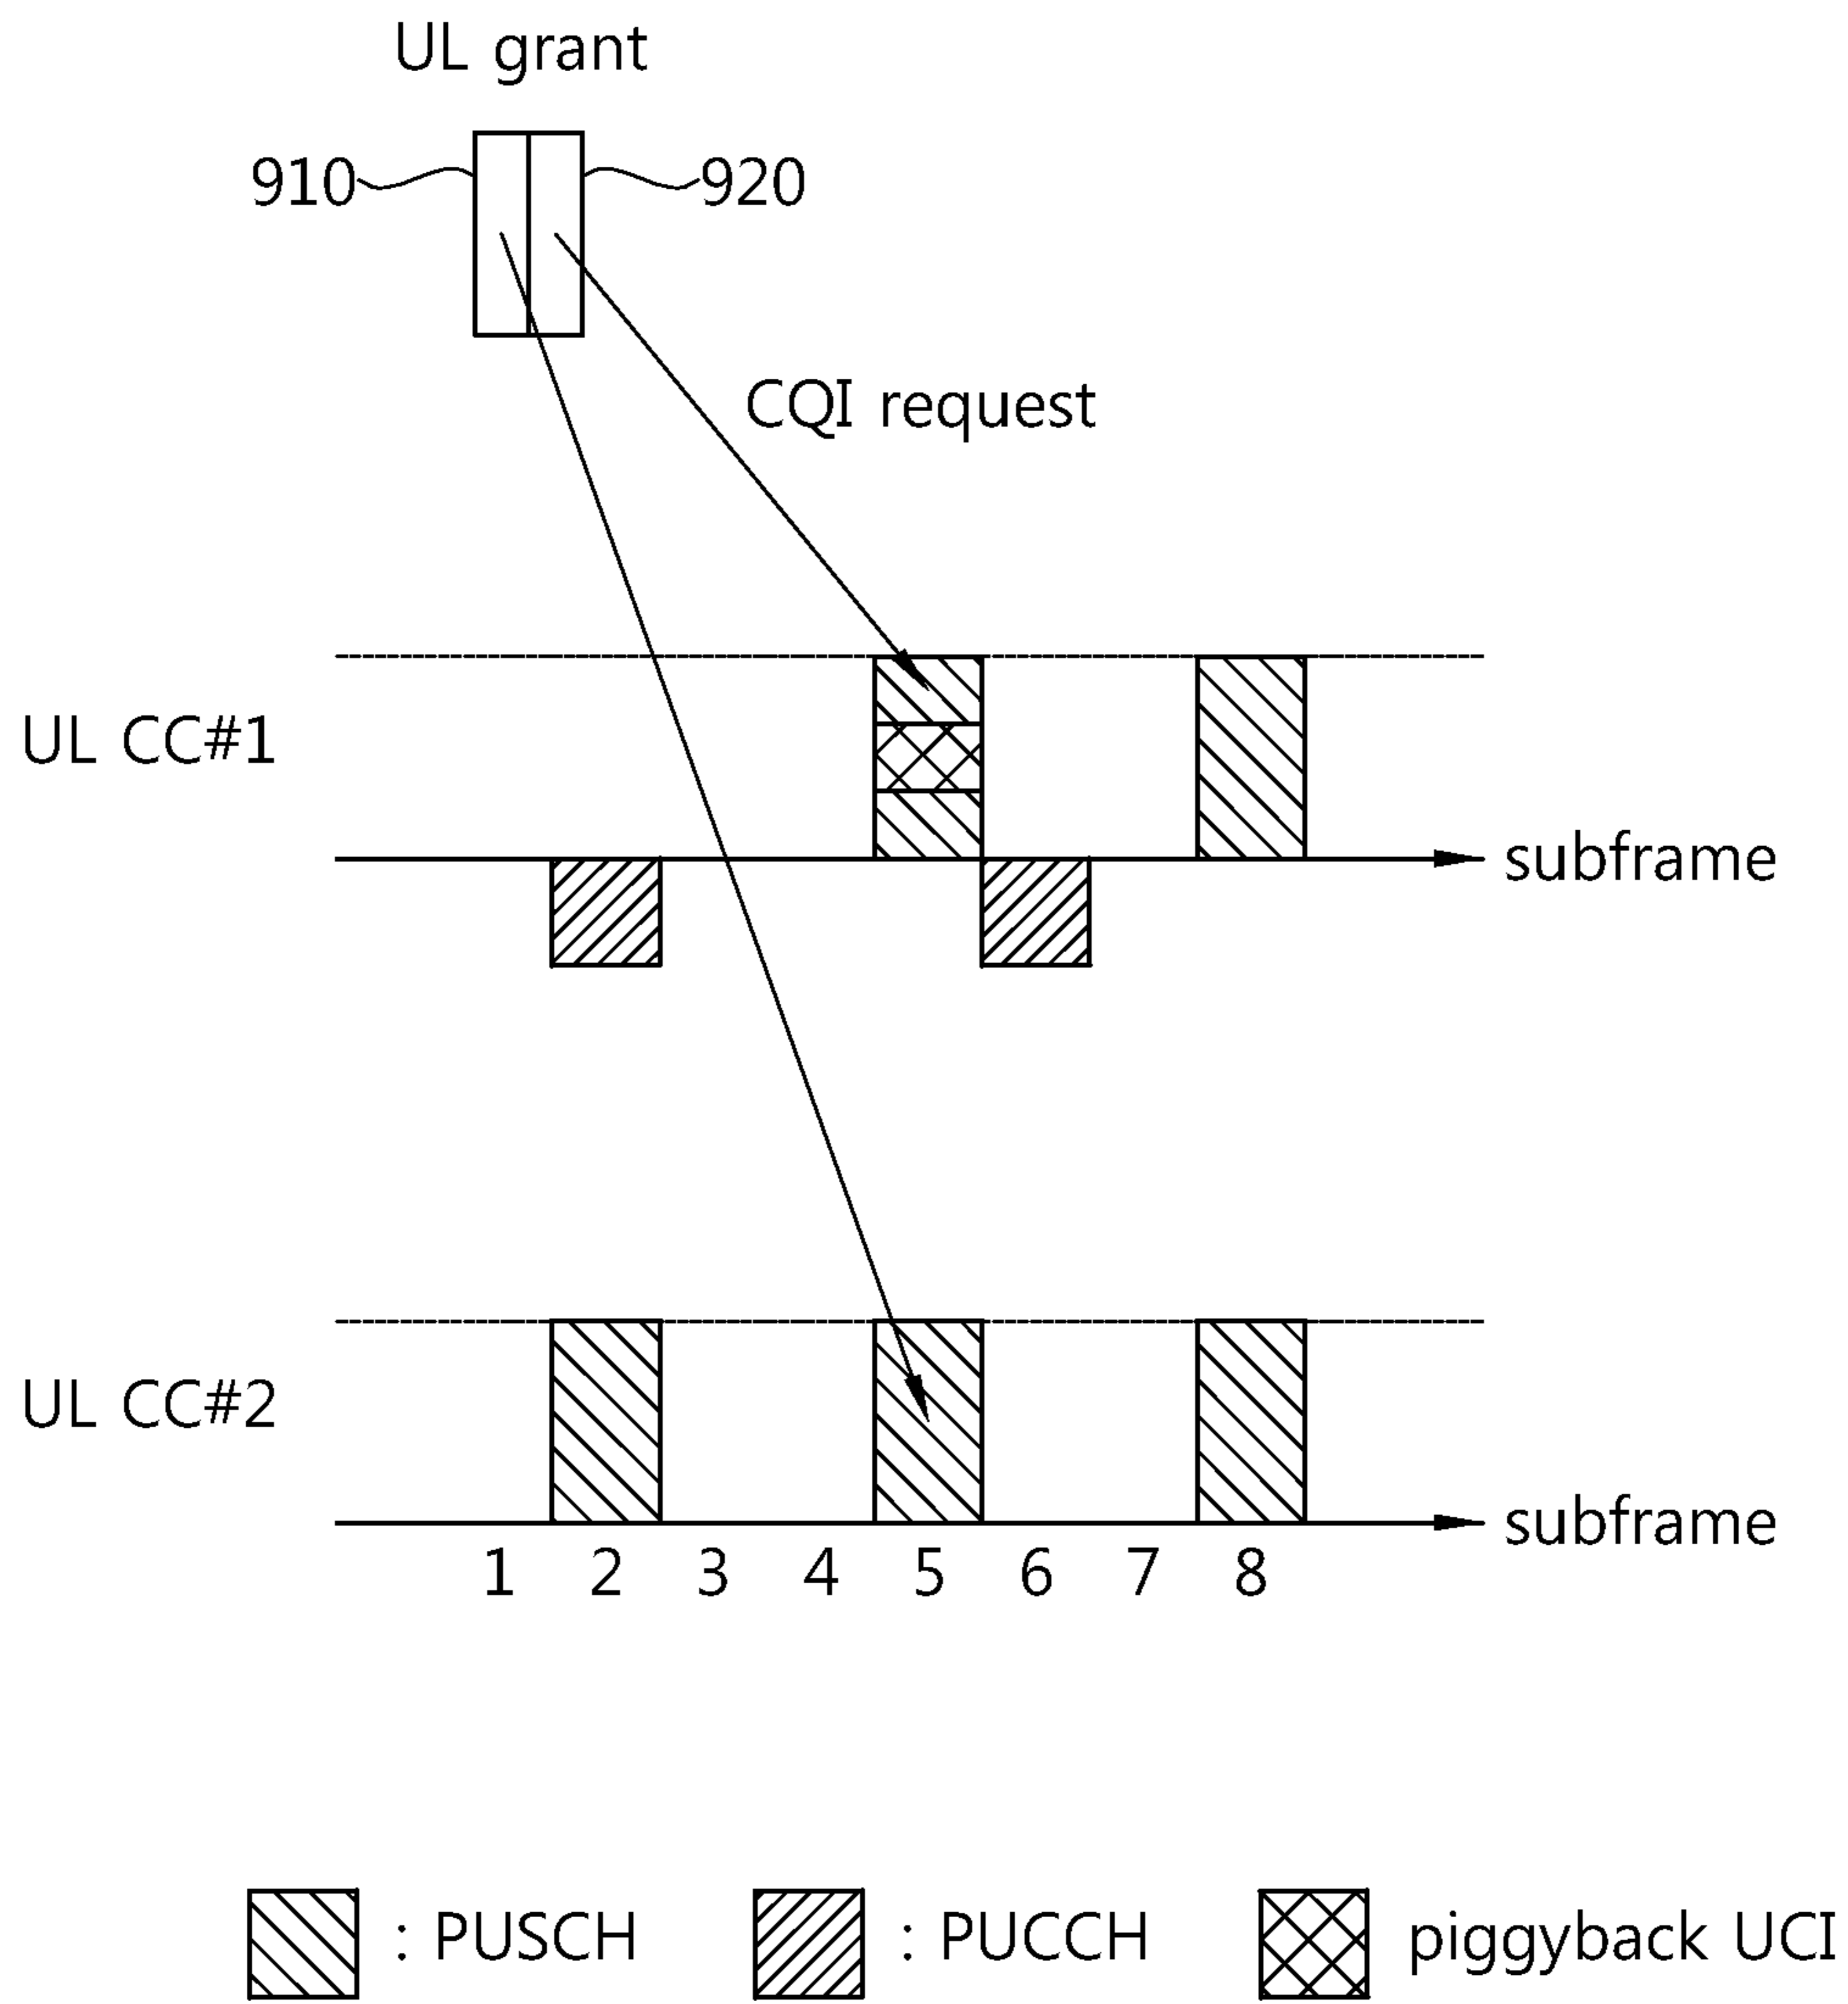 UL grant
910 920
CQI request
UL CC#1
subframe
UL CC#2
subframe
1 2 3 4 5 6 7 8
: PUSCH : PUCCH piggyback UCI